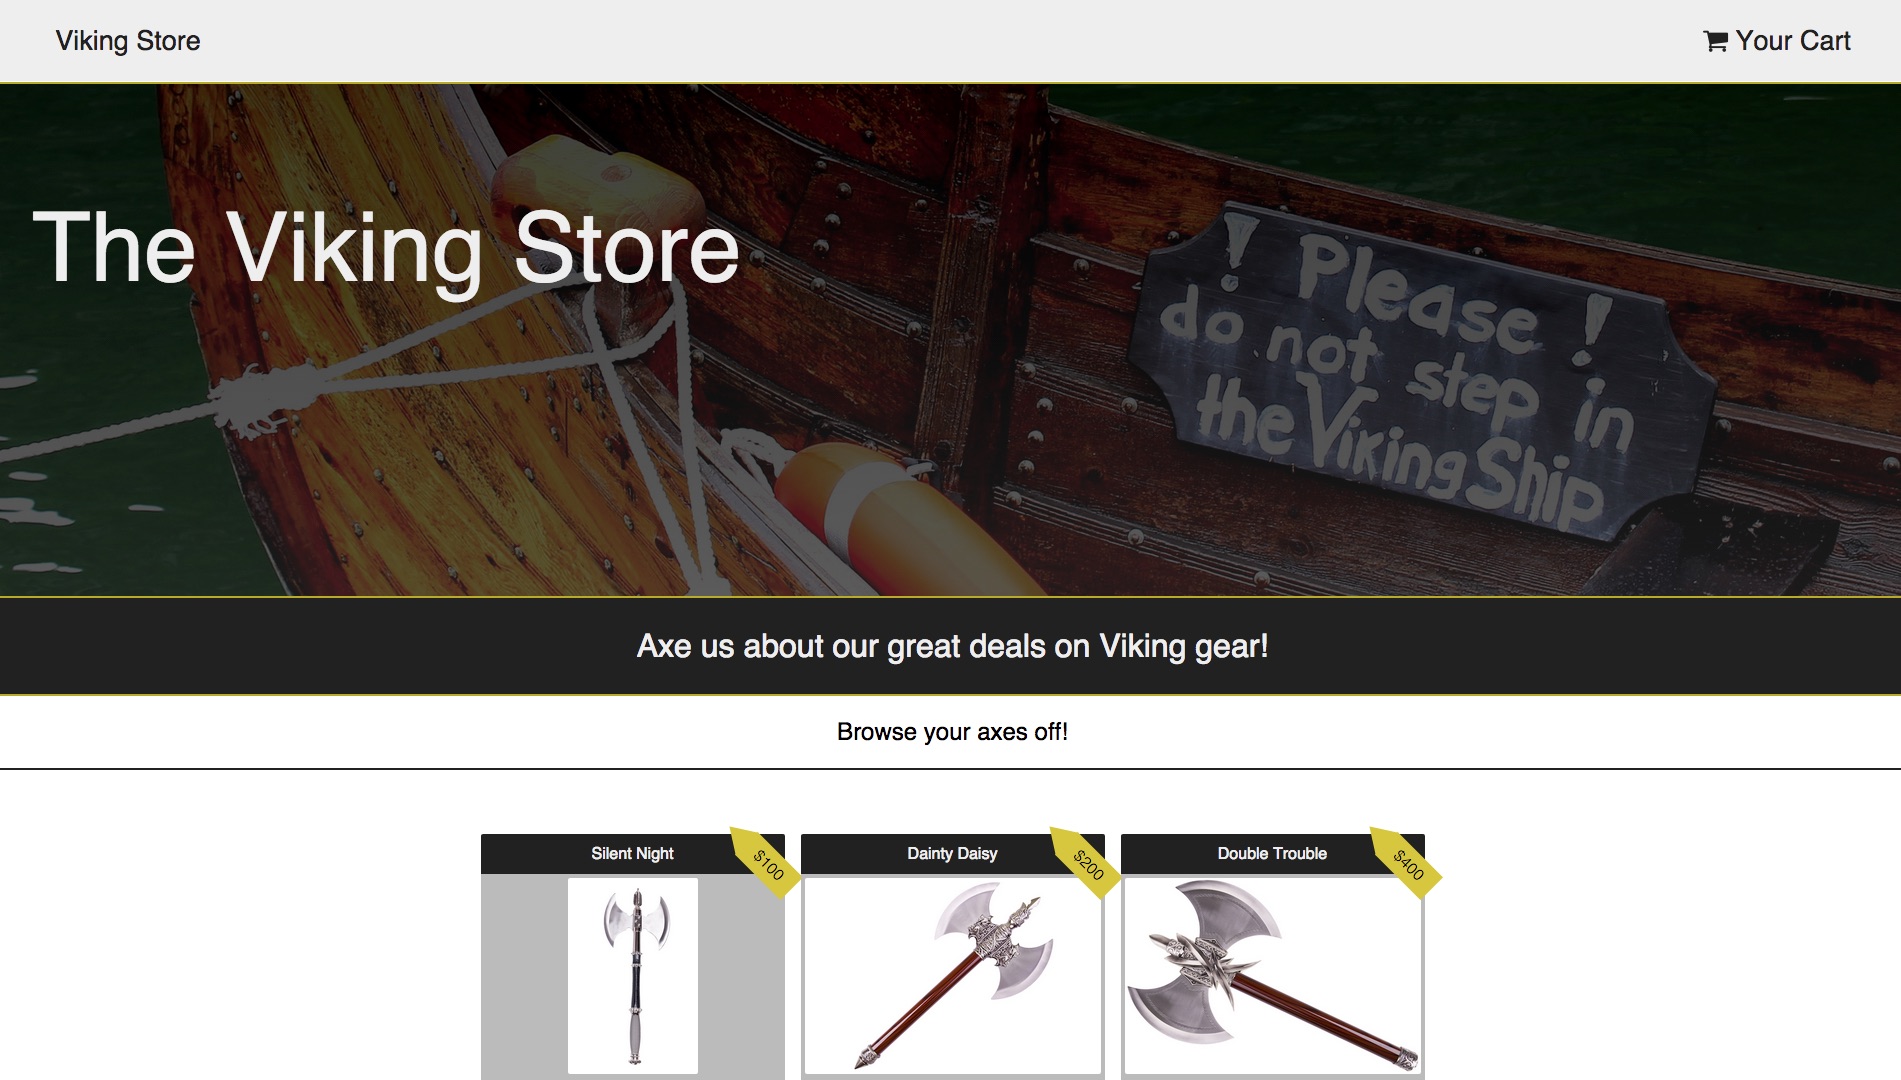 Viking Store
Your Cart
The Viking Store
! Please !
do not step in
the Viking Ship
Axe us about our great deals on Viking gear!
Browse your axes off!
Silent Night
$100
Dainty Daisy
$200
Double Trouble
$400